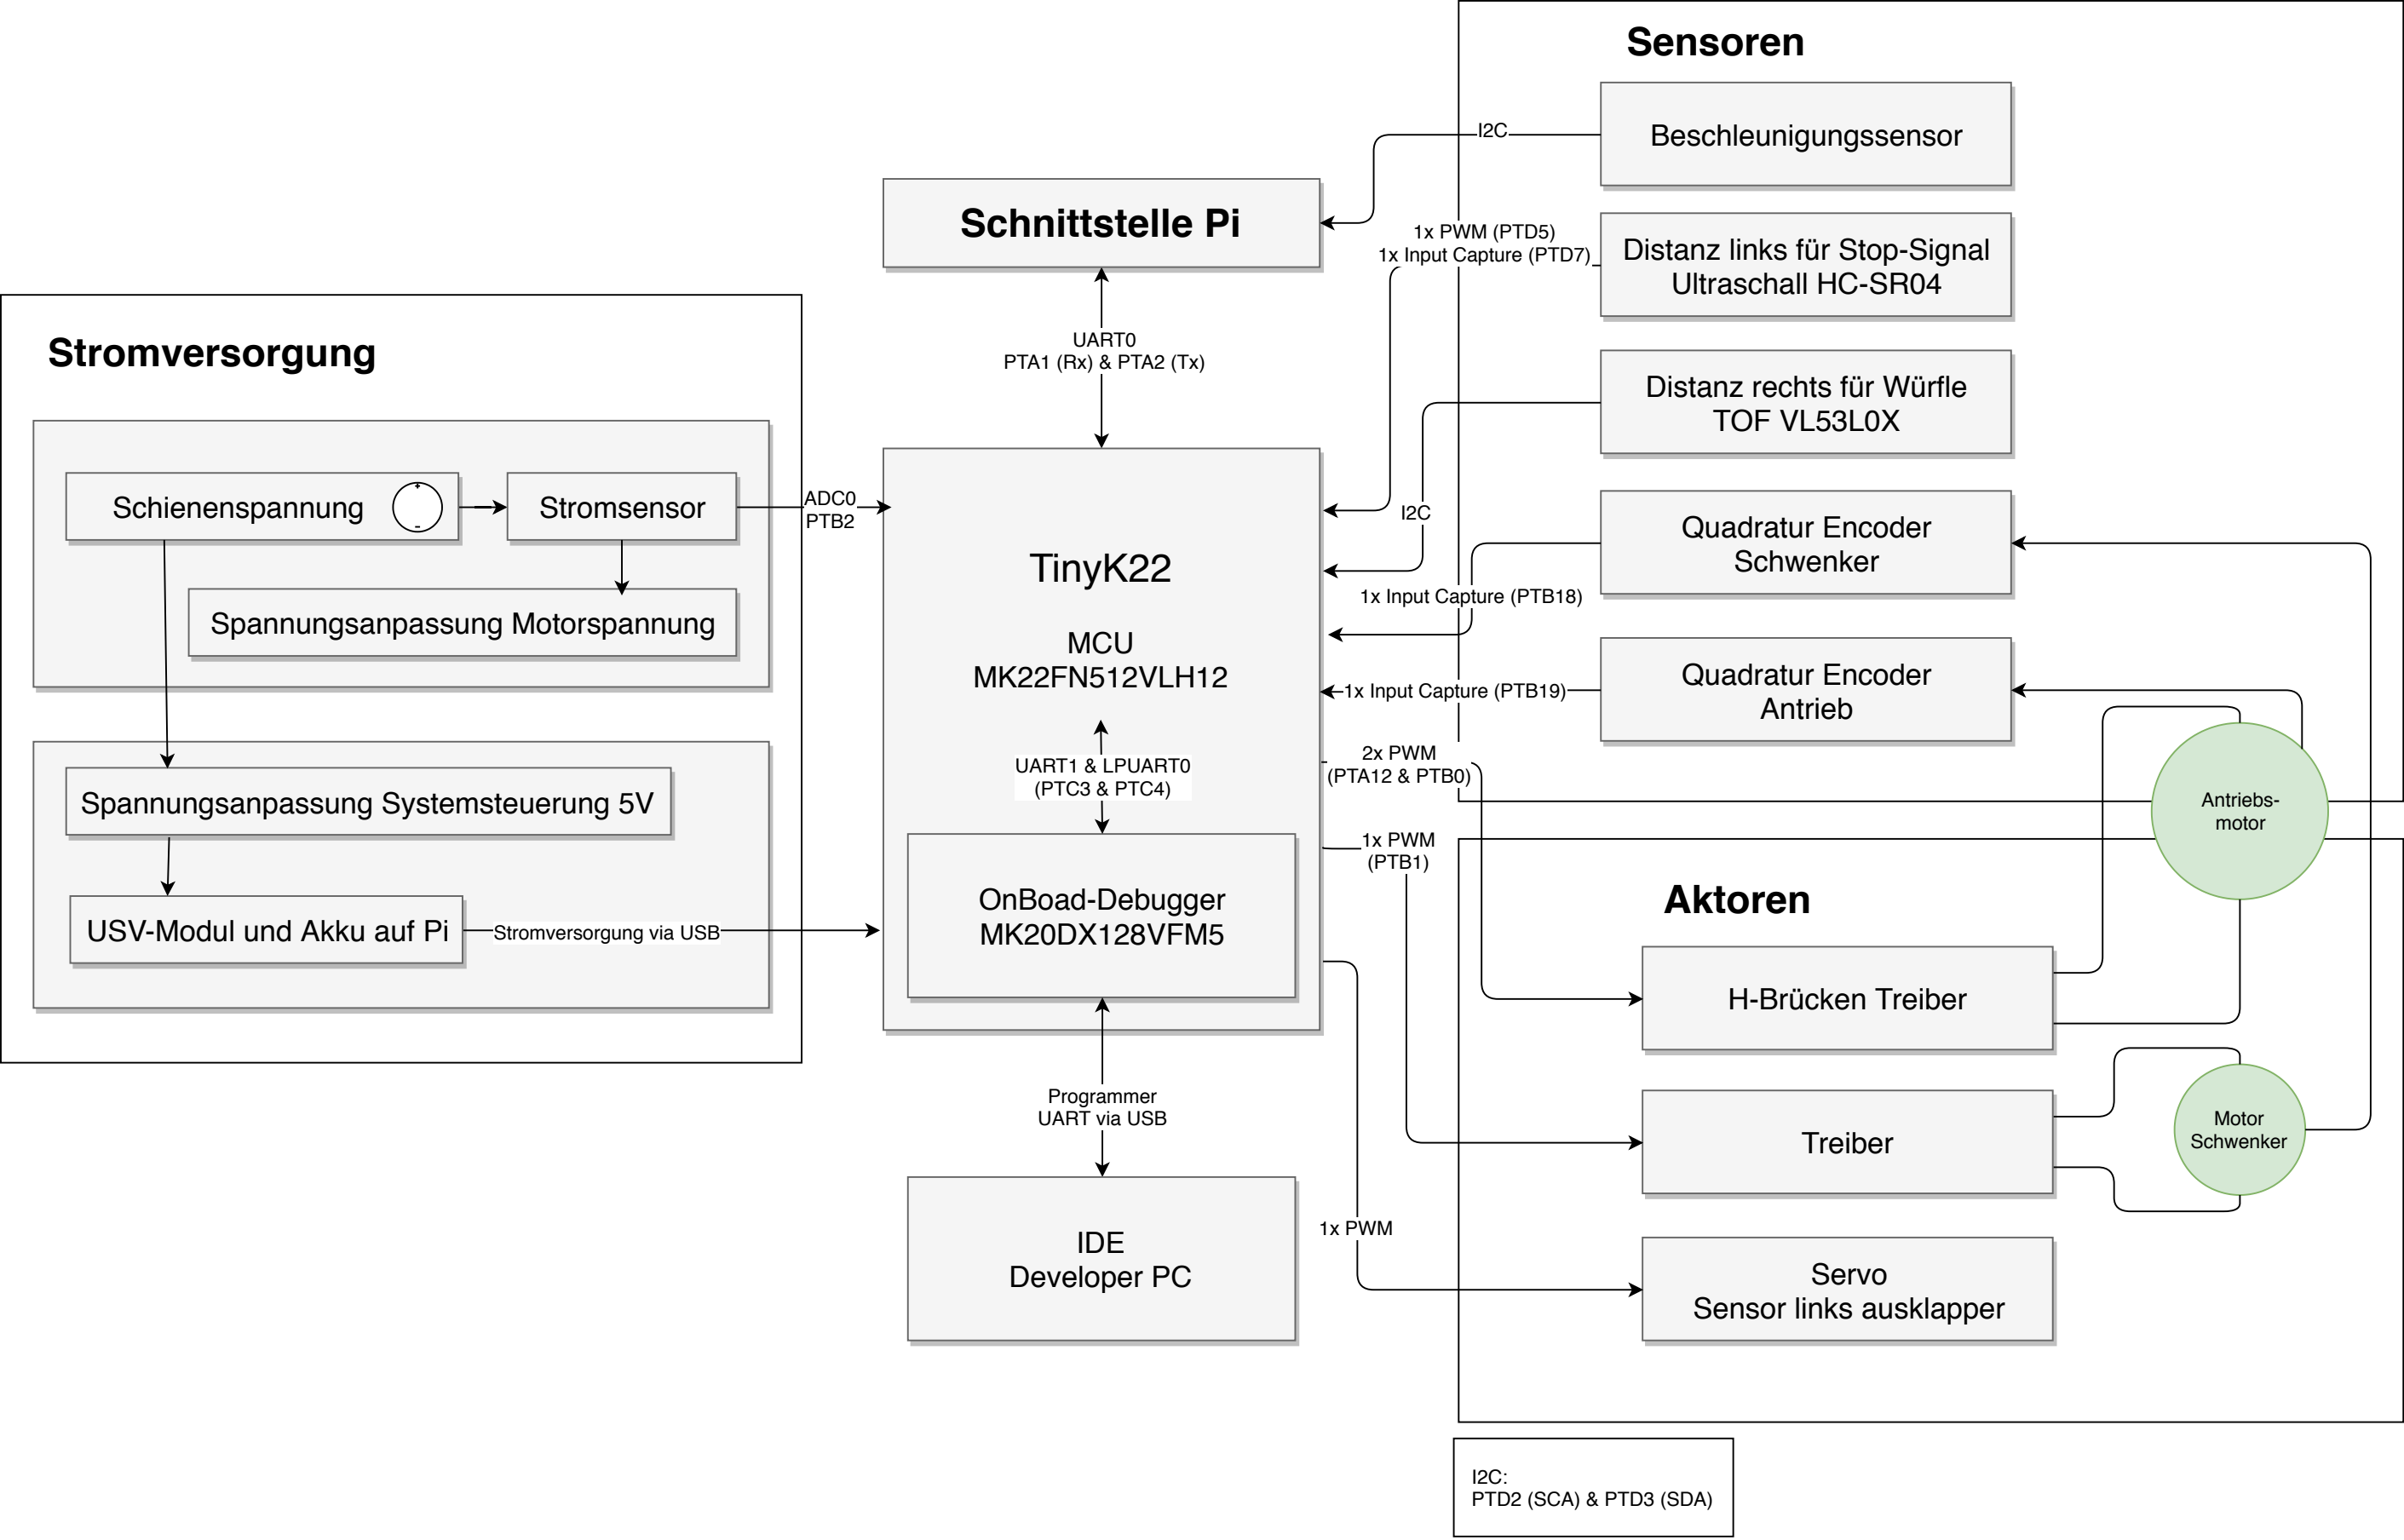 Sensoren
Beschleunigungssensor
I2C
Schnittstelle Pi
1x PWM (PTD5)
1x Input Capture (PTD7)
Distanz links für Stop-Signal
Ultraschall HC-SR04
UART0
PTA1 (Rx) & PTA2 (Tx)
Distanz rechts für Würfle
TOF VL53L0X
I2C
Stromversorgung
Schienenspannung
+
-
Stromsensor
Spannungsanpassung Motorspannung
ADC0
PTB2
Spannungsanpassung Systemsteuerung 5V
USV-Modul und Akku auf Pi
Stromversorgung via USB
TinyK22
MCU
MK22FN512VLH12
UART1 & LPUART0
(PTC3 & PTC4)
OnBoad-Debugger
MK20DX128VFM5
Programmer
UART via USB
IDE
Developer PC
Quadratur Encoder
Schwenker
1x Input Capture (PTB18)
Quadratur Encoder
Antrieb
1x Input Capture (PTB19)
2x PWM
(PTA12 & PTB0)
1x PWM
(PTB1)
1x PWM
Antriebs-
motor
Aktoren
H-Brücken Treiber
Treiber
Motor
Schwenker
Servo
Sensor links ausklapper
I2C:
PTD2 (SCA) & PTD3 (SDA)